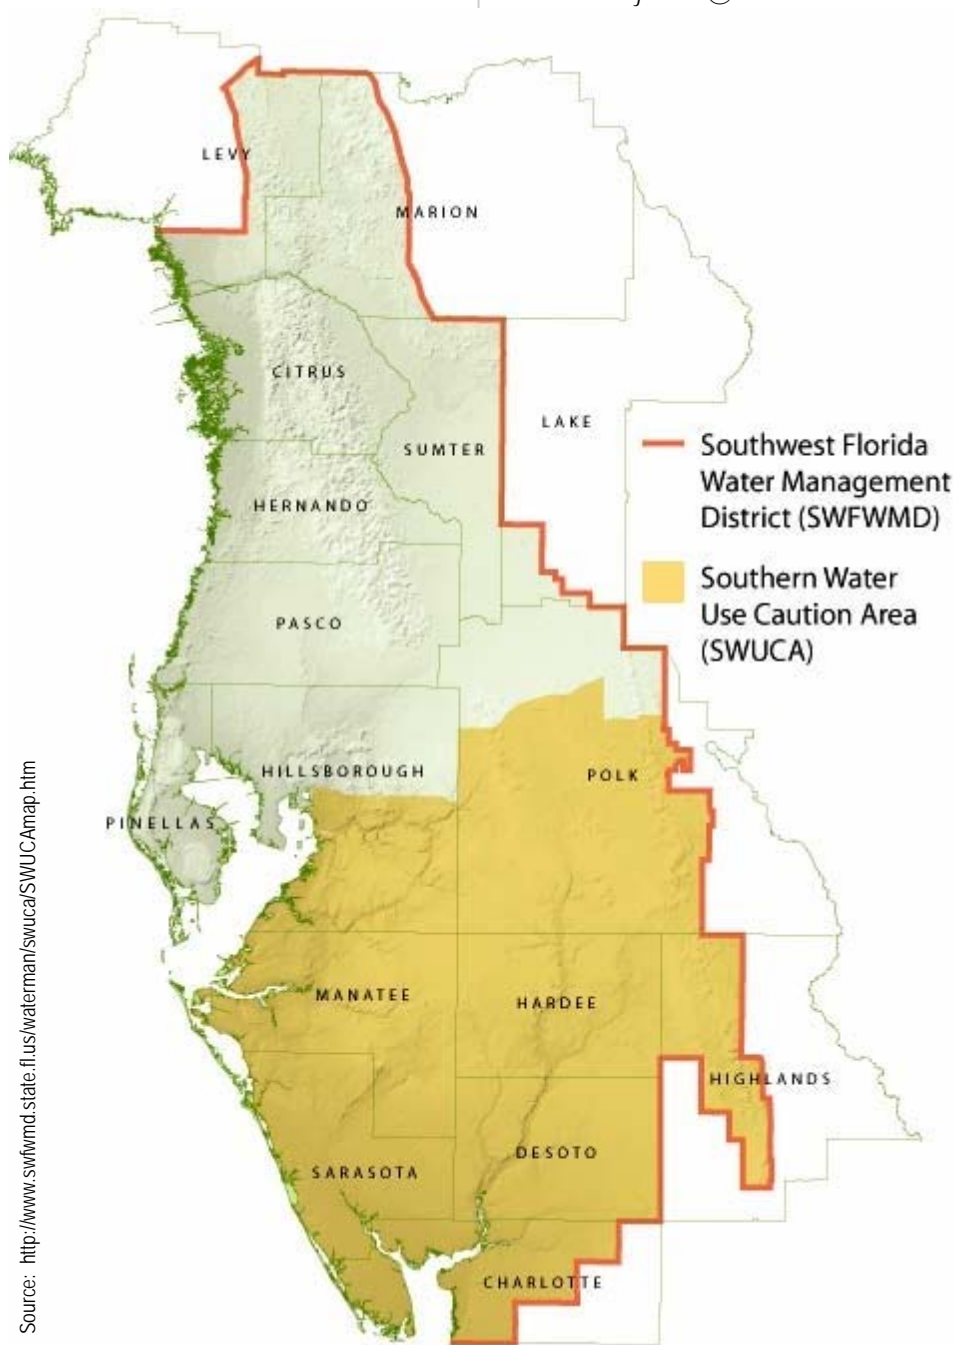 LEVY
MARION
CITRUS
LAKE
SUMTER
HERNANDO
PASCO
Southwest Florida
Water Management
District (SWFWMD)
Southern Water
Use Caution Area
(SWUCA)
HILLSBOROUGH
POLK
PINELLAS
MANATEE
HARDEE
HIGHLANDS
DESOTO
SARASOTA
CHARLOTTE
Source: http://www.swfwmd.state.fl.us/waterman/swuca/SWUCAmap.htm